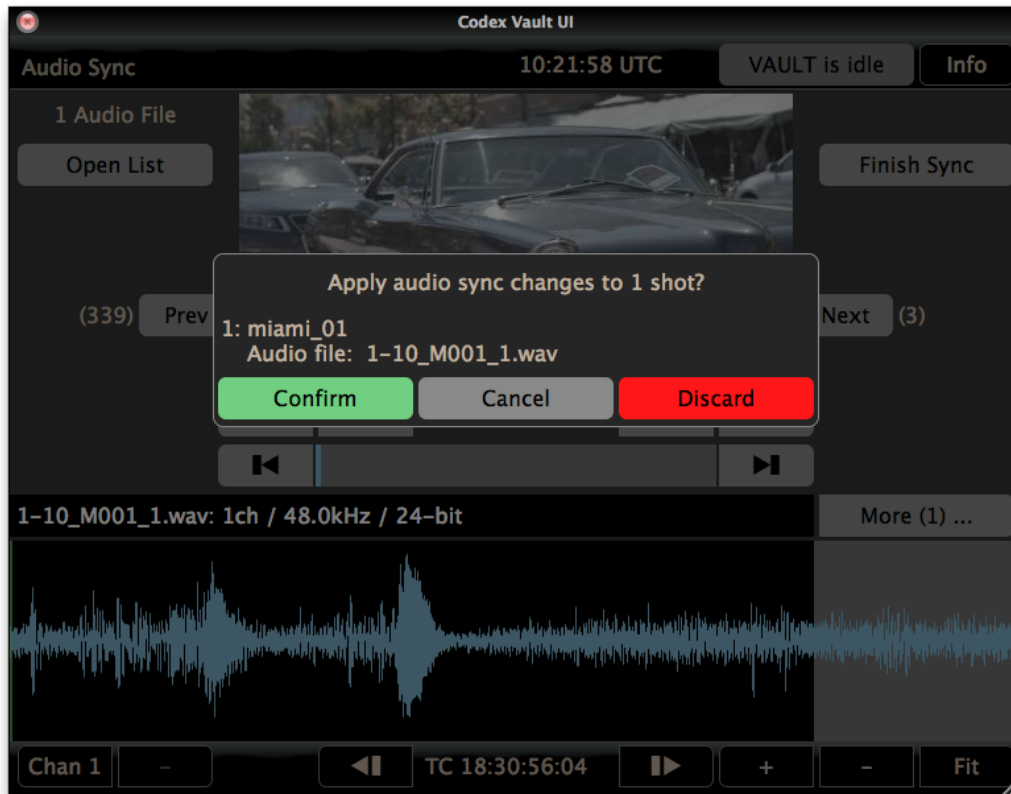 Codex Vault UI
Audio Sync 10:21:58 UTC VAULT is idle Info
1 Audio File
Open List Finish Sync
Apply audio sync changes to 1 shot?
(339) Prev Next (3)
1: miami_01
Audio file: 1-10_M001_1.wav
Confirm Cancel Discard
1-10_M001_1.wav: 1ch / 48.0kHz / 24-bit More (1) ...
Chan 1 - TC 18:30:56:04 + - Fit